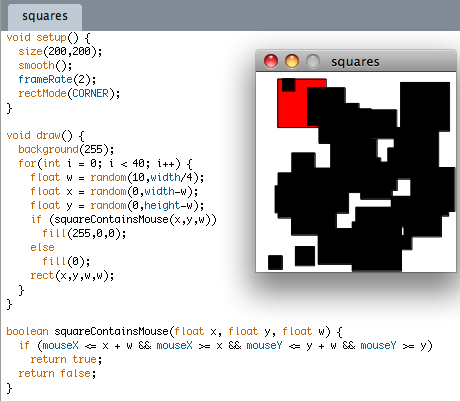 squares
void setup() {
  size(200,200);
  smooth();
  frameRate(2);
  rectMode(CORNER);
}
void draw() {
  background(255);
  for(int i = 0; i < 40; i++) {
    float w = random(10,width/4);
    float x = random(0,width-w);
    float y = random(0,height-w);
    if (squareContainsMouse(x,y,w))
      fill(255,0,0);
    else
      fill(0);
    rect(x,y,w,w);
  }
}
boolean squareContainsMouse(float x, float y, float w) {
  if (mouseX <= x + w && mouseX >= x && mouseY <= y + w && mouseY >= y)
    return true;
  return false;
}
squares